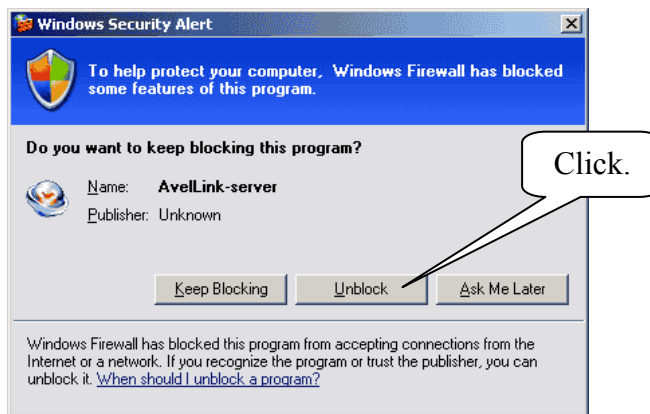 Windows Security Alert
To help protect your computer, Windows Firewall has blocked
some features of this program.
Do you want to keep blocking this program?
Click.
Name: AvelLink-server
Publisher: Unknown
Keep Blocking Unblock Ask Me Later
Windows Firewall has blocked this program from accepting connections from the
Internet or a network. If you recognize the program or trust the publisher, you can
unblock it. When should I unblock a program?